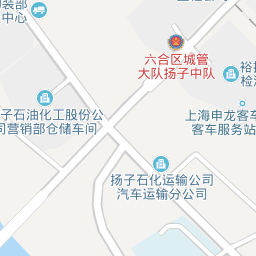 装部
中心
六合区城管
大队扬子中队
裕扬
检测
子石油化工股份公
司营销部仓储车间
上海申龙客车
客车服务站
扬子石化运输公司
汽车运输分公司